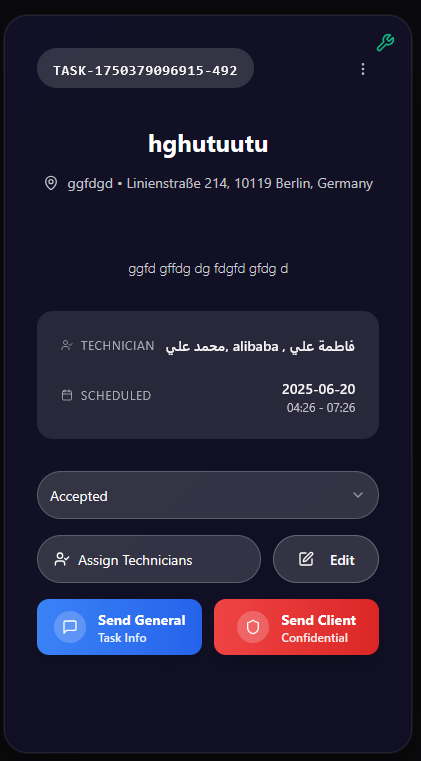 TASK-1750379096915-492
hghutuutu
ggfdgd • Linienstraße 214, 10119 Berlin, Germany
ggfd gffdg dg fdgfd gfdg d
TECHNICIAN محمد علي, alibaba , فاطمة علي
SCHEDULED 2025-06-20
04:26 - 07:26
Accepted
Assign Technicians Edit
Send General Send Client
Task Info Confidential